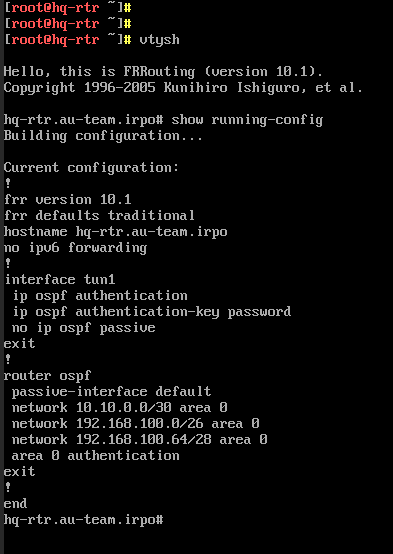 [root@hq-rtr ~]#
[root@hq-rtr ~]#
[root@hq-rtr ~]# vtysh
Hello, this is FRRouting (version 10.1).
Copyright 1996-2005 Kunihiro Ishiguro, et al.
hq-rtr.au-team.irpo# show running-config
Building configuration...
Current configuration:
!
frr version 10.1
frr defaults traditional
hostname hq-rtr.au-team.irpo
no ipv6 forwarding
!
interface tun1
 ip ospf authentication
 ip ospf authentication-key password
 no ip ospf passive
exit
!
router ospf
 passive-interface default
 network 10.10.0.0/30 area 0
 network 192.168.100.0/26 area 0
 network 192.168.100.64/28 area 0
 area 0 authentication
exit
!
end
hq-rtr.au-team.irpo#